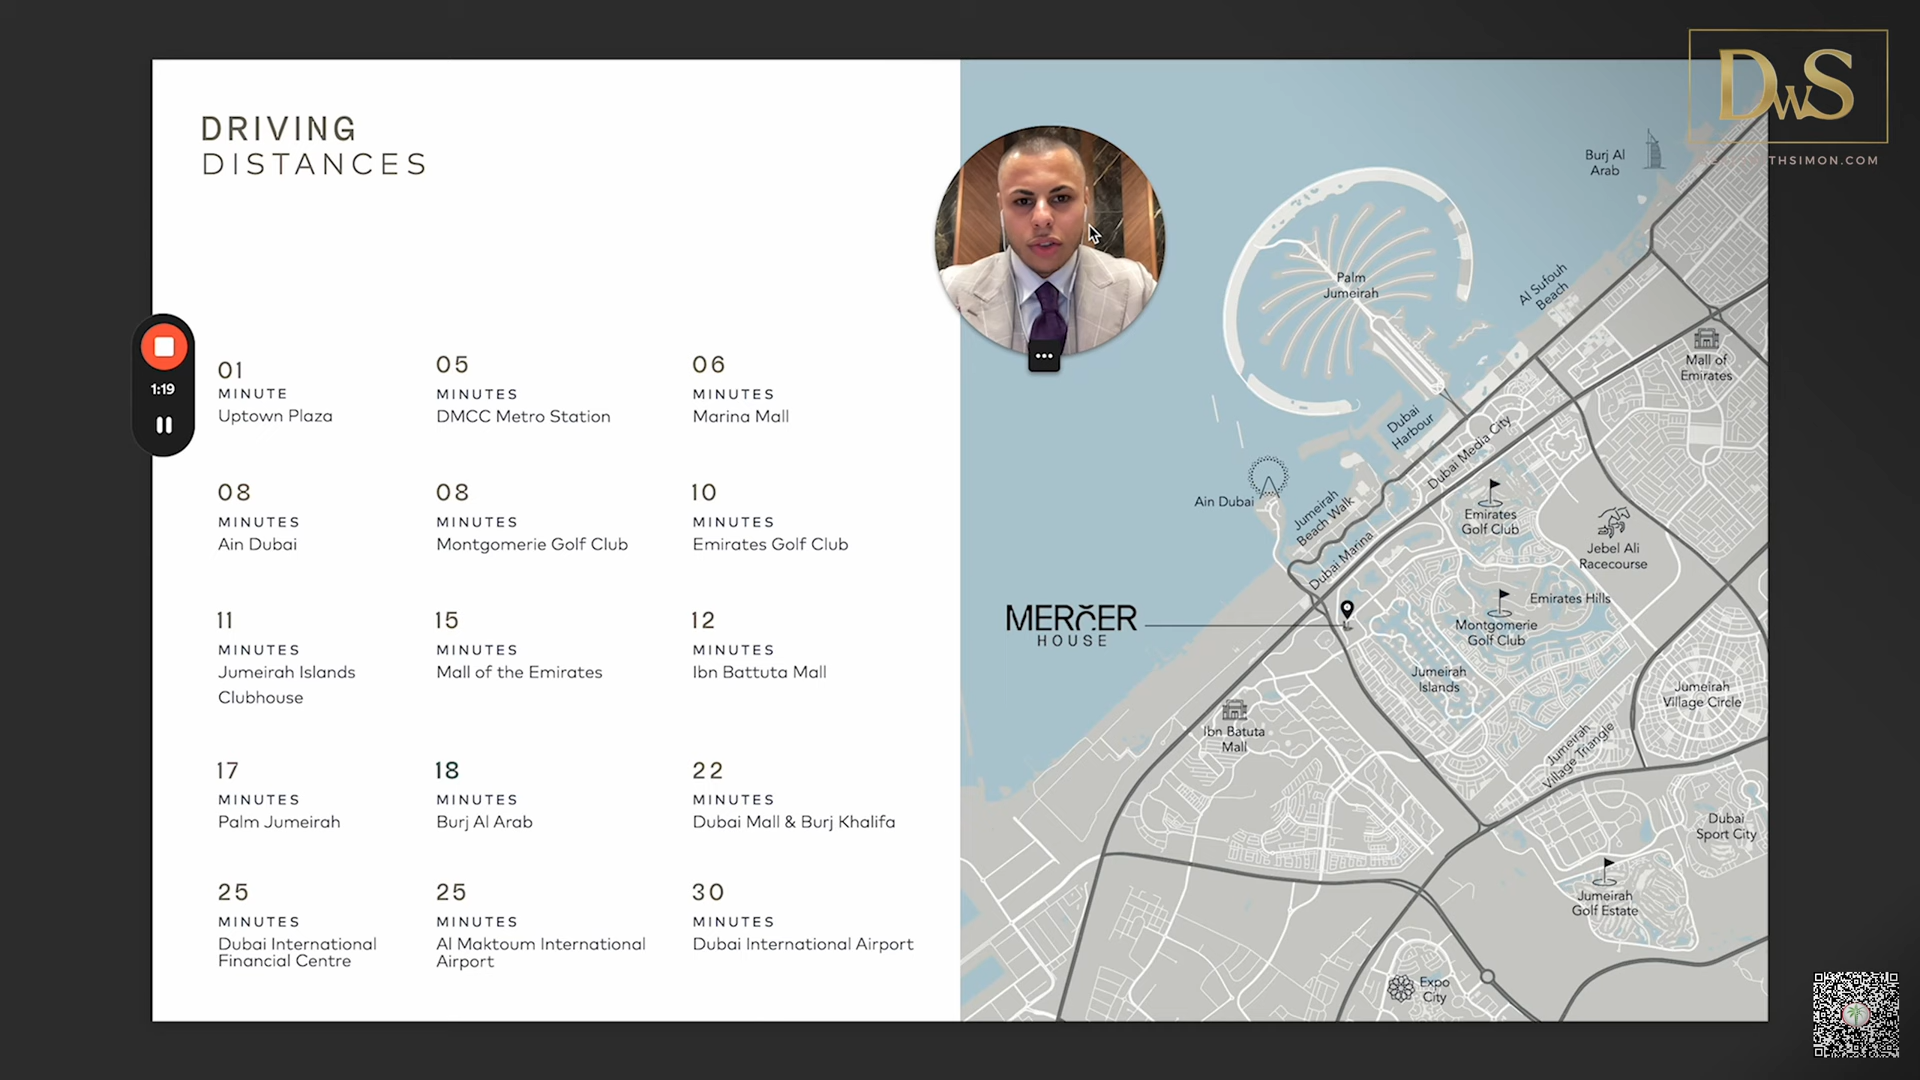 DRIVING
DISTANCES
01
MINUTE
Uptown Plaza
05
MINUTES
DMCC Metro Station
06
MINUTES
Marina Mall
08
MINUTES
Ain Dubai
08
MINUTES
Montgomerie Golf Club
10
MINUTES
Emirates Golf Club
11
MINUTES
Jumeirah Islands
Clubhouse
15
MINUTES
Mall of the Emirates
12
MINUTES
Ibn Battuta Mall
17
MINUTES
Palm Jumeirah
18
MINUTES
Burj Al Arab
22
MINUTES
Dubai Mall & Burj Khalifa
25
MINUTES
Dubai International
Financial Centre
25
MINUTES
Al Maktoum International
Airport
30
MINUTES
Dubai International Airport
1:19
DwS
THSIMON.COM
Burj Al
Arab
Palm
Jumeirah
Al Sufouh
Beach
Mall of
Emirates
Dubai
Harbour
Dubai Media City
Ain Dubai
Jumeirah
Beach Walk
Dubai Marina
Emirates
Golf Club
Jebel Ali
Racecourse
Emirates Hills
Montgomerie
Golf Club
MERCER
HOUSE
Jumeirah
Islands
Jumeirah
Village Circle
Ibn Batuta
Mall
Jumeirah
Village Triangle
Dubai
Sport City
Jumeirah
Golf Estate
Expo
City